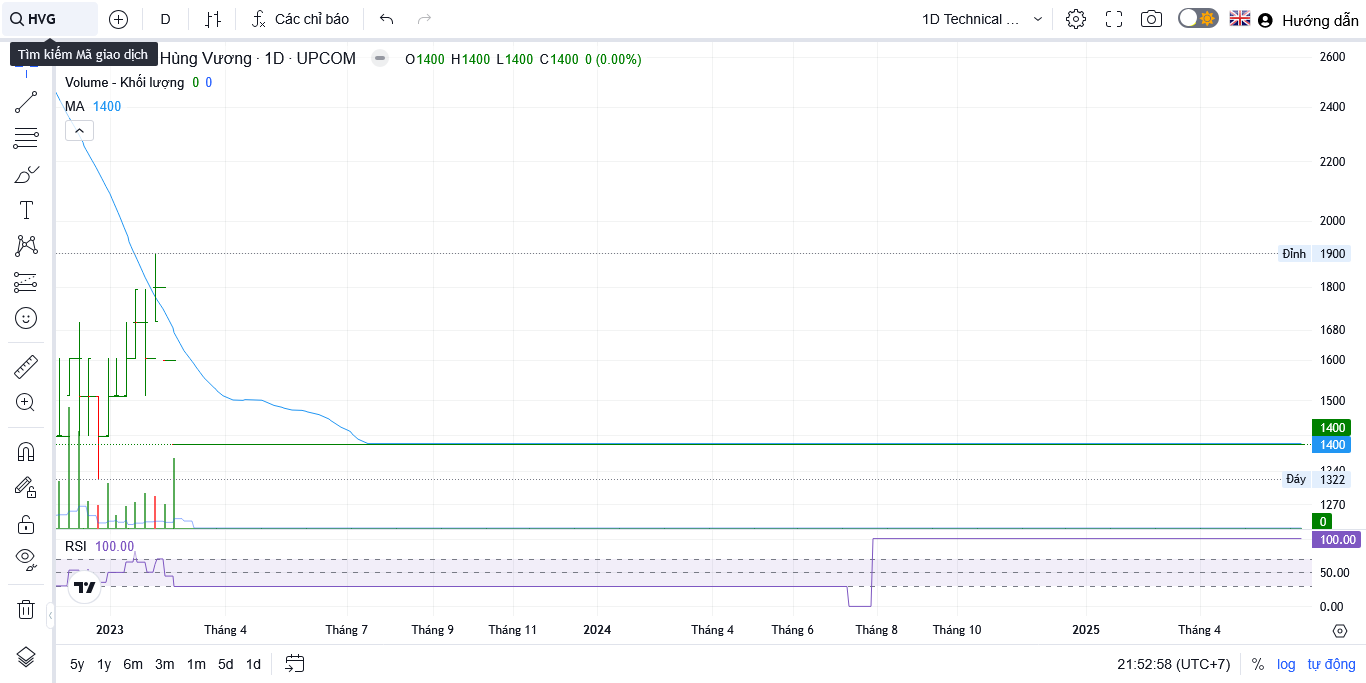 HVG
D
Các chỉ báo
1D Technical ...
Hướng dẫn
Tìm kiếm Mã giao dịch
Hùng Vương · 1D · UPCOM
O1400 H1400 L1400 C1400 0 (0.00%)
Volume - Khối lượng 0 0
MA 1400
2600
2400
2200
2000
Đỉnh 1900
1800
1680
1600
1500
1400
1400
1340
Đáy 1322
1270
0
RSI 100.00
100.00
50.00
0.00
2023 Tháng 4 Tháng 7 Tháng 9 Tháng 11 2024 Tháng 4 Tháng 6 Tháng 8 Tháng 10 2025 Tháng 4
5y 1y 6m 3m 1m 5d 1d
21:52:58 (UTC+7) % log tự động